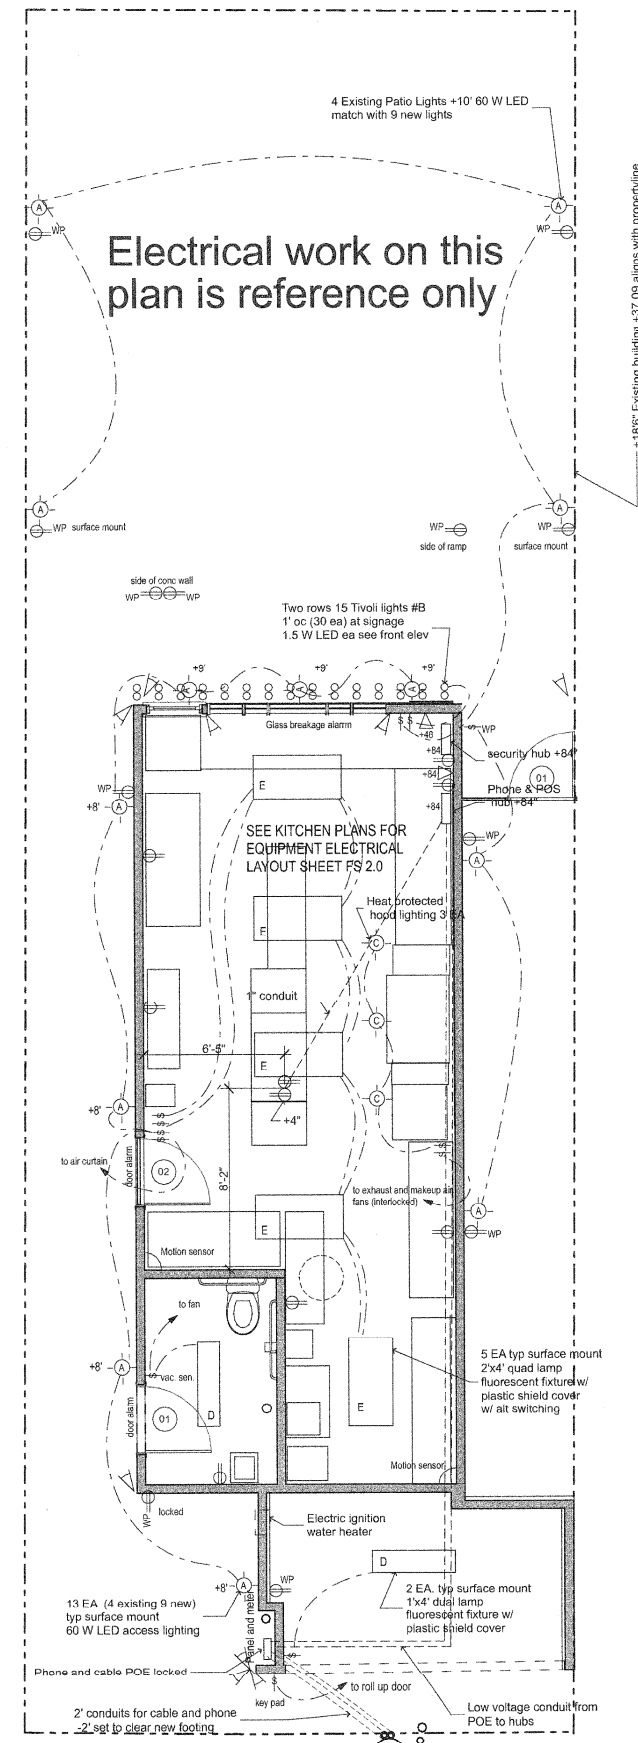 4 Existing Patio Lights +10' 60 W LED
match with 9 new lights
+18'6" Existing building +37.09 aligns with propertyline
A
A
WP
WP
Electrical work on this
plan is reference only
A
A
WP surface mount
WP
WP
side of ramp
surface mount
side of conc wall
WP
WP
Two rows 15 Tivoli lights #B
1' oc (30 ea) at signage
1.5 W LED ea see front elev
+9'
+9'
+9'
A
A
A
Glass breakage alarrm
S S
S
WP
+48
+84
security hub +84"
+84
01
E
Phone & POS
hub +84"
WP
+84
+8'
A
SEE KITCHEN PLANS FOR
EQUIPMENT ELECTRICAL
LAYOUT SHEET FS 2.0
WP
A
Heat protected
hood lighting 3 EA
E
C
1" conduit
C
6'-5"
E
C
+8'
A
+4"
S
S
S
S
to air curtain
door alarm
02
8'-2"
to exhaust and makeup air
fans (interlocked)
A
E
WP
Motion sensor
to fan
+8'
A
S
vac. sen.
door alarm
01
D
5 EA typ surface mount
2'x4' quad lamp
fluorescent fixture w/
plastic shield cover
w/ alt switching
E
Motion sensor
WP
locked
Electric ignition
water heater
D
+8'
A
WP
13 EA (4 existing 9 new)
typ surface mount
60 W LED access lighting
Panel and meter
2 EA. typ surface mount
1'x4' dual lamp
fluorescent fixture w/
plastic shield cover
S
Phone and cable POE locked
S
key pad
to roll up door
2' conduits for cable and phone
-2' set to clear new footing
Low voltage conduit from
POE to hubs